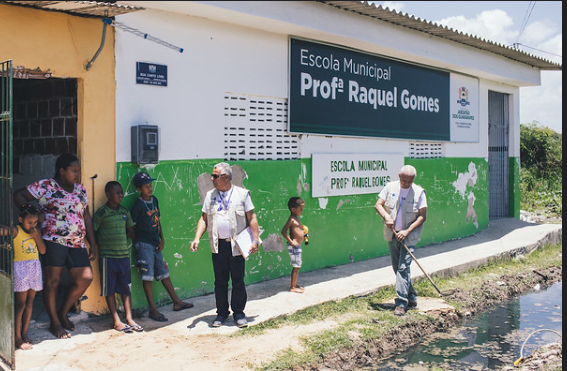 Escola Municipal
Profª Raquel Gomes
ESCOLA MUNICIPAL
PROFª RAQUEL GOMES